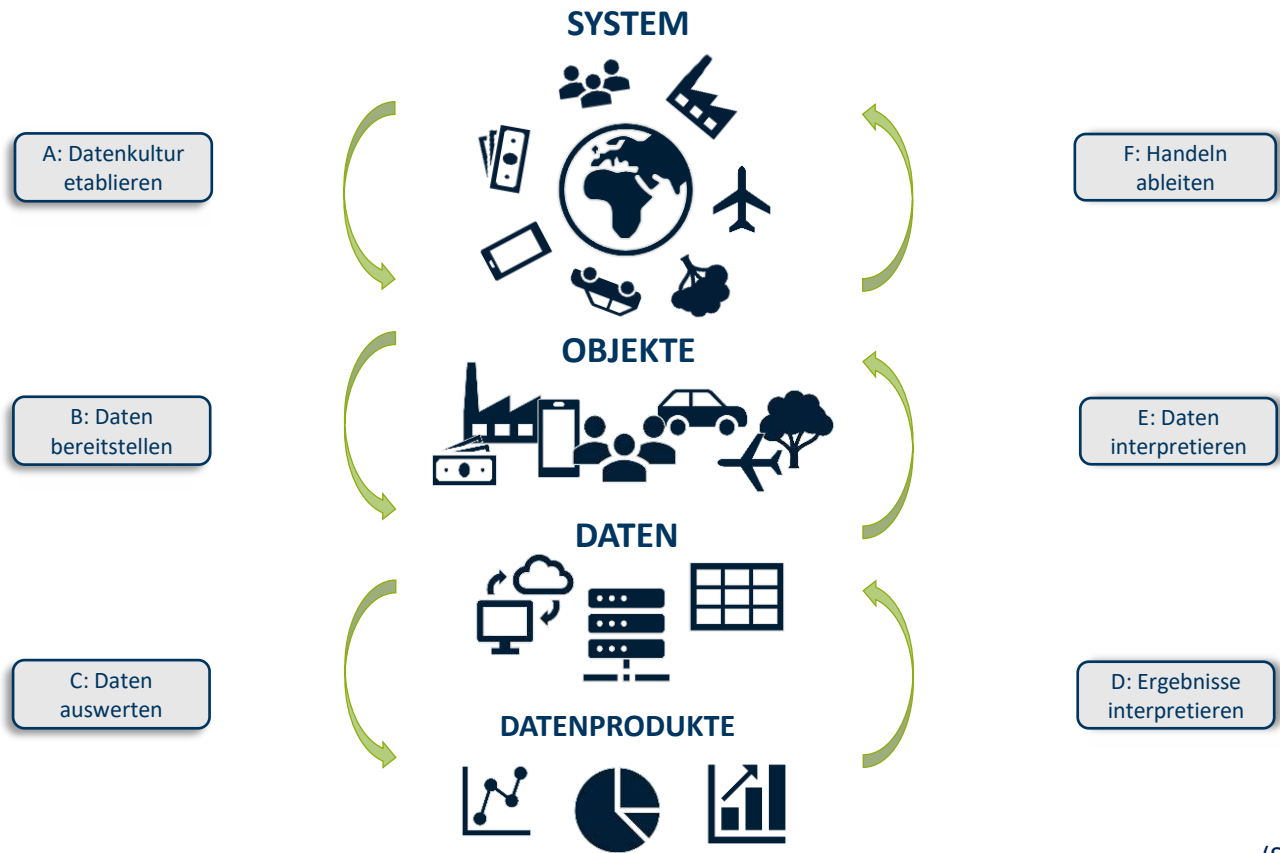 SYSTEM
A: Datenkultur
etablieren
F: Handeln
ableiten
OBJEKTE
B: Daten
bereitstellen
E: Daten
interpretieren
DATEN
C: Daten
auswerten
D: Ergebnisse
interpretieren
DATENPRODUKTE